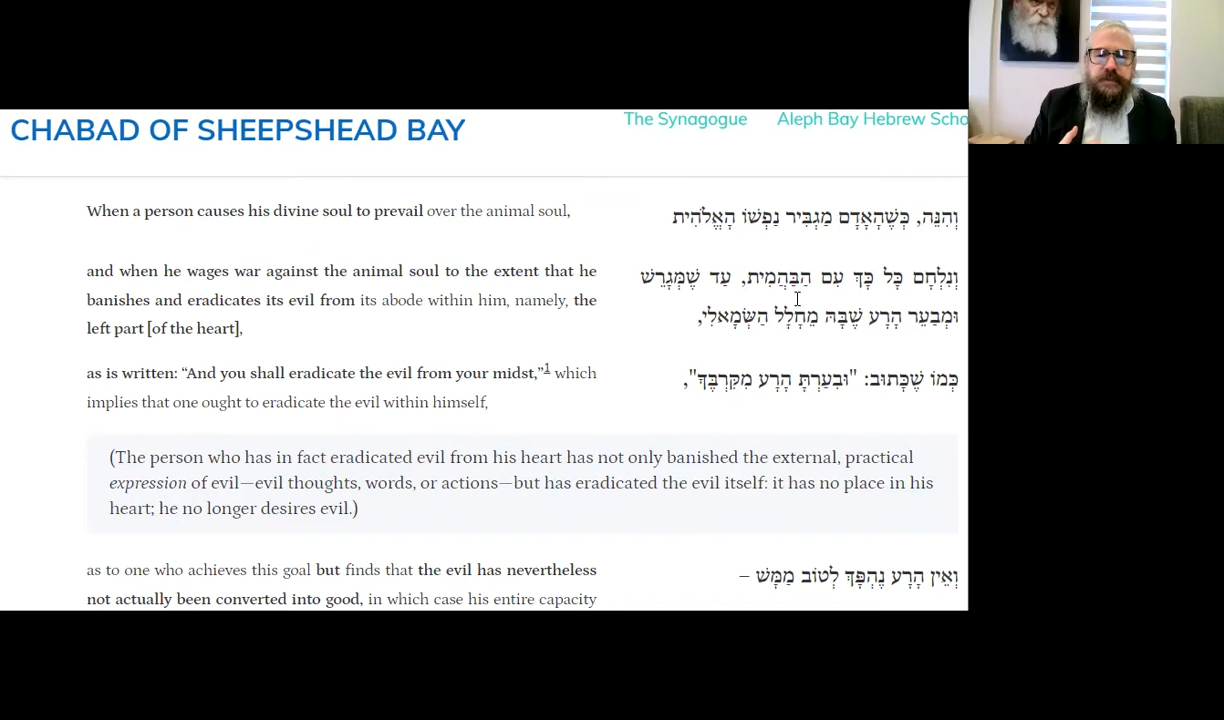 CHABAD OF SHEEPSHEAD BAY
The Synagogue
Aleph Bay Hebrew Scho
When a person causes his divine soul to prevail over the animal soul,
וְהִנֵּה, כְּשֶׁהָאָדָם מַגְבִּיר נַפְשׁוֹ הָאֱלֹהִית
and when he wages war against the animal soul to the extent that he
banishes and eradicates its evil from its abode within him, namely, the
left part [of the heart],
וְנִלְחָם כָּל כָּךְ עִם הַבַּהֲמִית, עַד שֶׁמְּגָרֵשׁ
וּמְבַעֵר הָרָע שֶׁבָּהּ מֵחָלָל הַשְּׂמָאלִי,
as is written: “And you shall eradicate the evil from your midst,”1 which
implies that one ought to eradicate the evil within himself,
כְּמוֹ שֶׁכָּתוּב: "וּבִעַרְתָּ הָרָע מִקִּרְבֶּךָ",
(The person who has in fact eradicated evil from his heart has not only banished the external, practical
expression of evil—evil thoughts, words, or actions—but has eradicated the evil itself: it has no place in his
heart; he no longer desires evil.)
as to one who achieves this goal but finds that the evil has nevertheless
not actually been converted into good, in which case his entire capacity
וְאֵין הָרָע נֶהְפָּךְ לְטוֹב מַמָּשׁ –